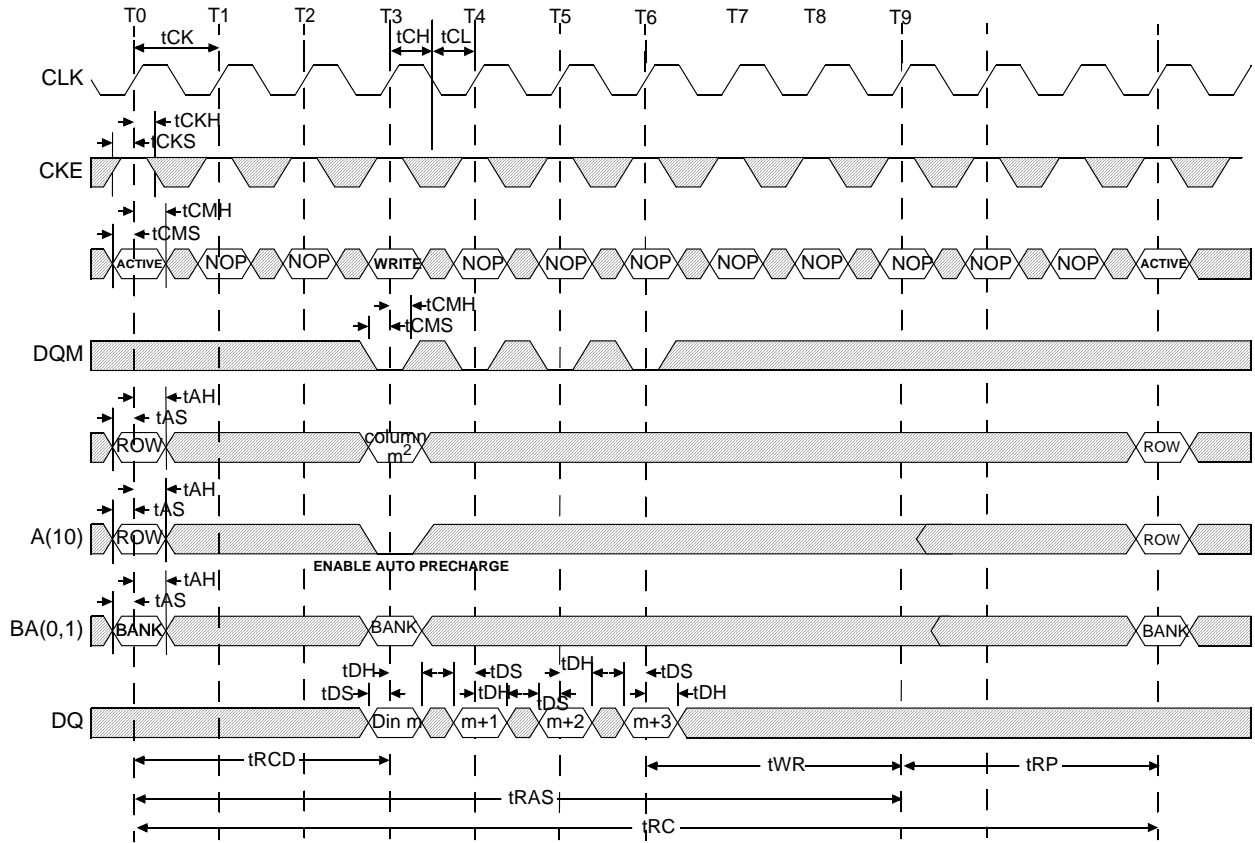 T0 T1 T2 T3 T4 T5 T6 T7 T8 T9
tCK tCH tCL
CLK
tCKH
tCKS
CKE
tCMH
tCMS
ACTIVE NOP NOP WRITE NOP NOP NOP NOP NOP NOP NOP NOP ACTIVE
tCMH
tCMS
DQM
tAH
tAS
ROW column m2 ROW
tAH
tAS
A(10) ROW ROW
ENABLE AUTO PRECHARGE
tAH
tAS
BA(0,1) BANK BANK BANK
tDH tDS tDH tDS
tDS tDH tDS tDH
DQ Din m m+1 m+2 m+3
tRCD tWR tRP
tRAS
tRC